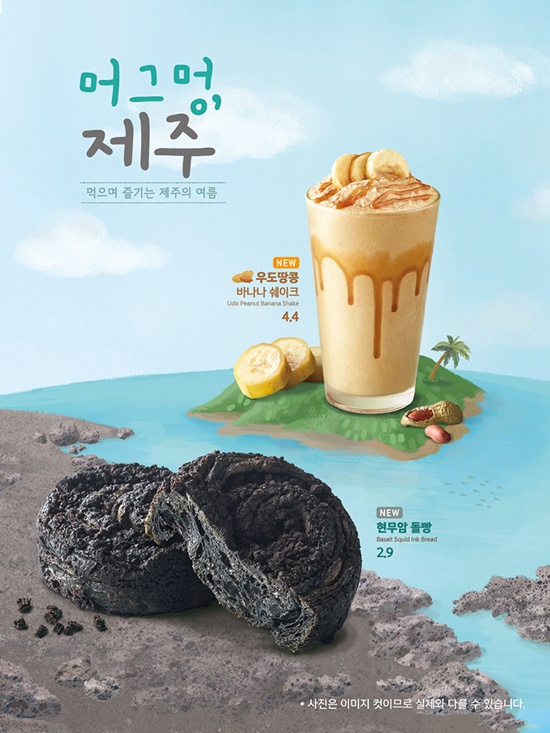 머그멍,
제주
먹으며 즐기는 제주의 여름
NEW
우도땅콩
바나나 쉐이크
Udo Peanut Banana Shake
4.4
NEW
현무암 돌빵
Basalt Squid Ink Bread
2.9
* 사진은 이미지 컷이므로 실제와 다를 수 있습니다.